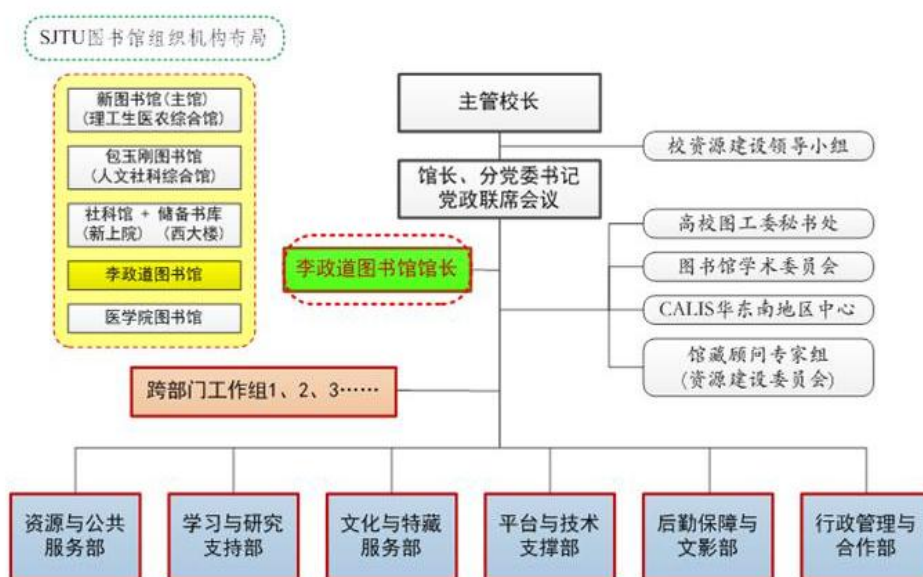 SJTU图书馆组织机构布局
新图书馆(主馆)
(理工生医农综合馆)
包玉刚图书馆
(人文社科综合馆)
社科馆 + 储备书库
(新上院) (西大楼)
李政道图书馆
医学院图书馆
主管校长
校资源建设领导小组
馆长、分党委书记
党政联席会议
李政道图书馆馆长
高校图工委秘书处
图书馆学术委员会
CALIS华东南地区中心
馆藏顾问专家组
(资源建设委员会)
跨部门工作组1、2、3……
资源与公共
服务部
学习与研究
支持部
文化与特藏
服务部
平台与技术
支撑部
后勤保障与
文影部
行政管理与
合作部